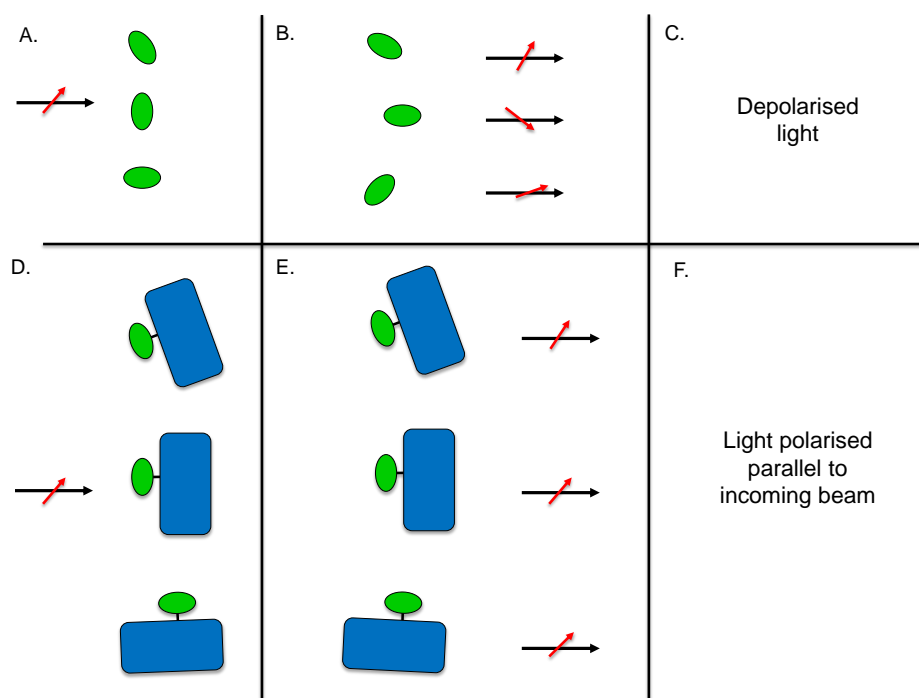 A.
B.
C.
Depolarised
light
D.
E.
F.
Light polarised
parallel to
incoming beam